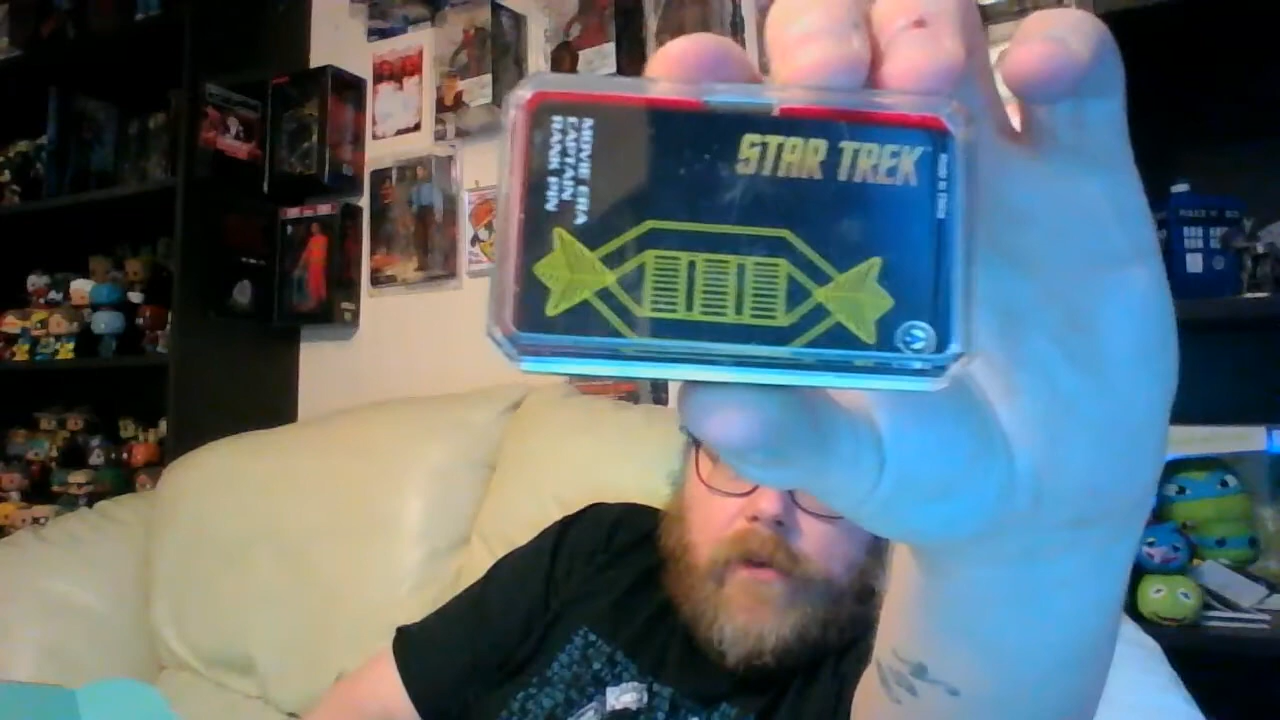 STAR TREK
MOVIE ERA
CAPTAIN
RANK PIN
Made in China